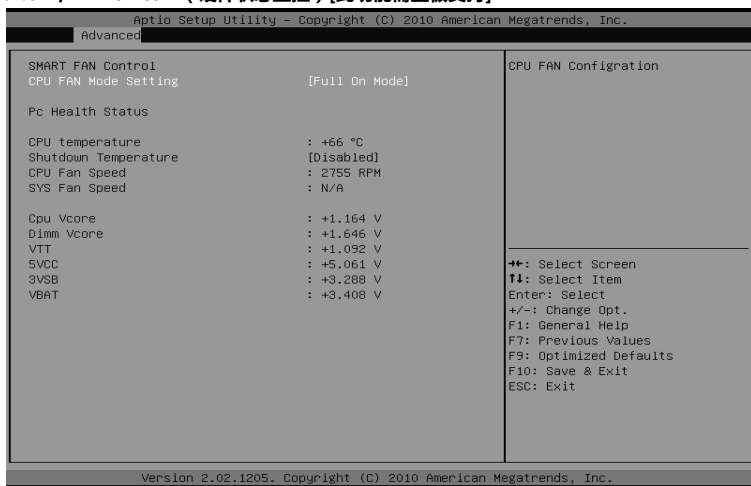 Aptio Setup Utility – Copyright (C) 2010 American Megatrends, Inc.
Advanced
SMART FAN Control
CPU FAN Mode Setting [Full On Mode]
Pc Health Status
CPU temperature : +66 °C
Shutdown Temperature [Disabled]
CPU Fan Speed : 2755 RPM
SYS Fan Speed : N/A
Cpu Vcore : +1.164 V
Dimm Vcore : +1.646 V
VTT : +1.092 V
5VCC : +5.061 V
3VSB : +3.288 V
VBAT : +3.408 V
CPU FAN Configration
→←: Select Screen
↑↓: Select Item
Enter: Select
+/-: Change Opt.
F1: General Help
F7: Previous Values
F9: Optimized Defaults
F10: Save & Exit
ESC: Exit
Version 2.02.1205. Copyright (C) 2010 American Megatrends, Inc.